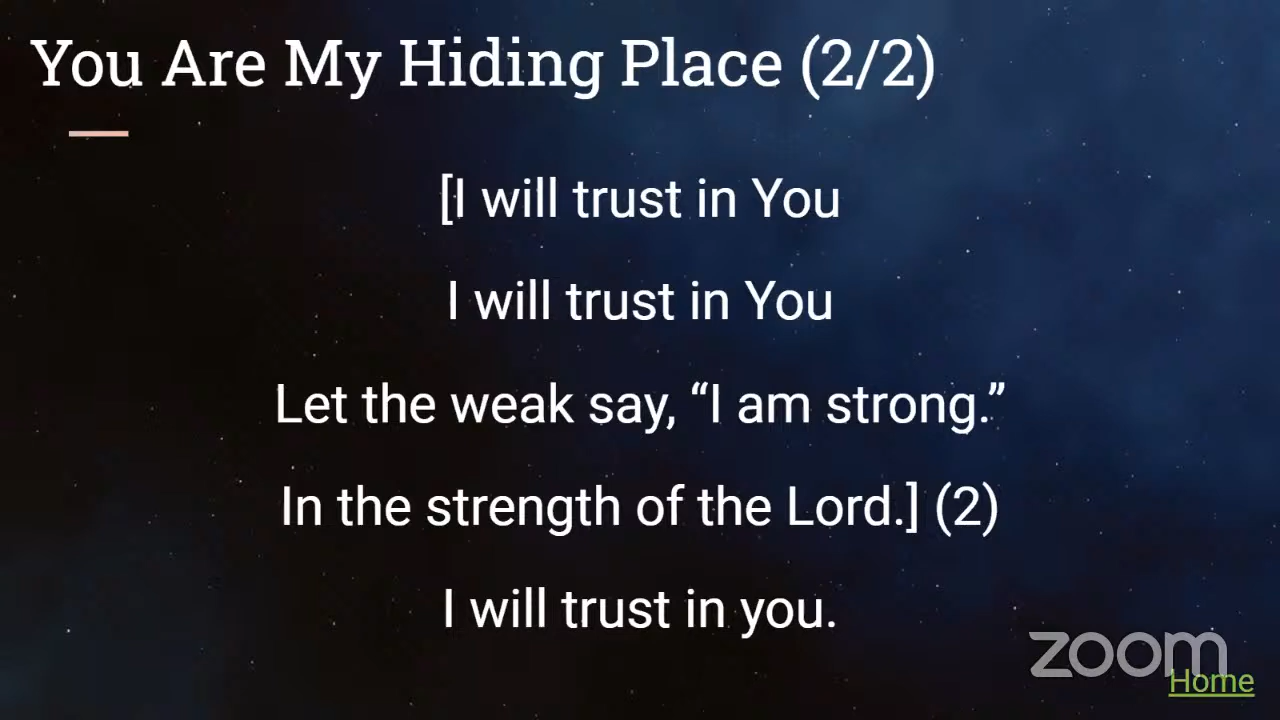 You Are My Hiding Place (2/2)
[I will trust in You
I will trust in You
Let the weak say, “I am strong.”
In the strength of the Lord.] (2)
I will trust in you.
zoom
Home